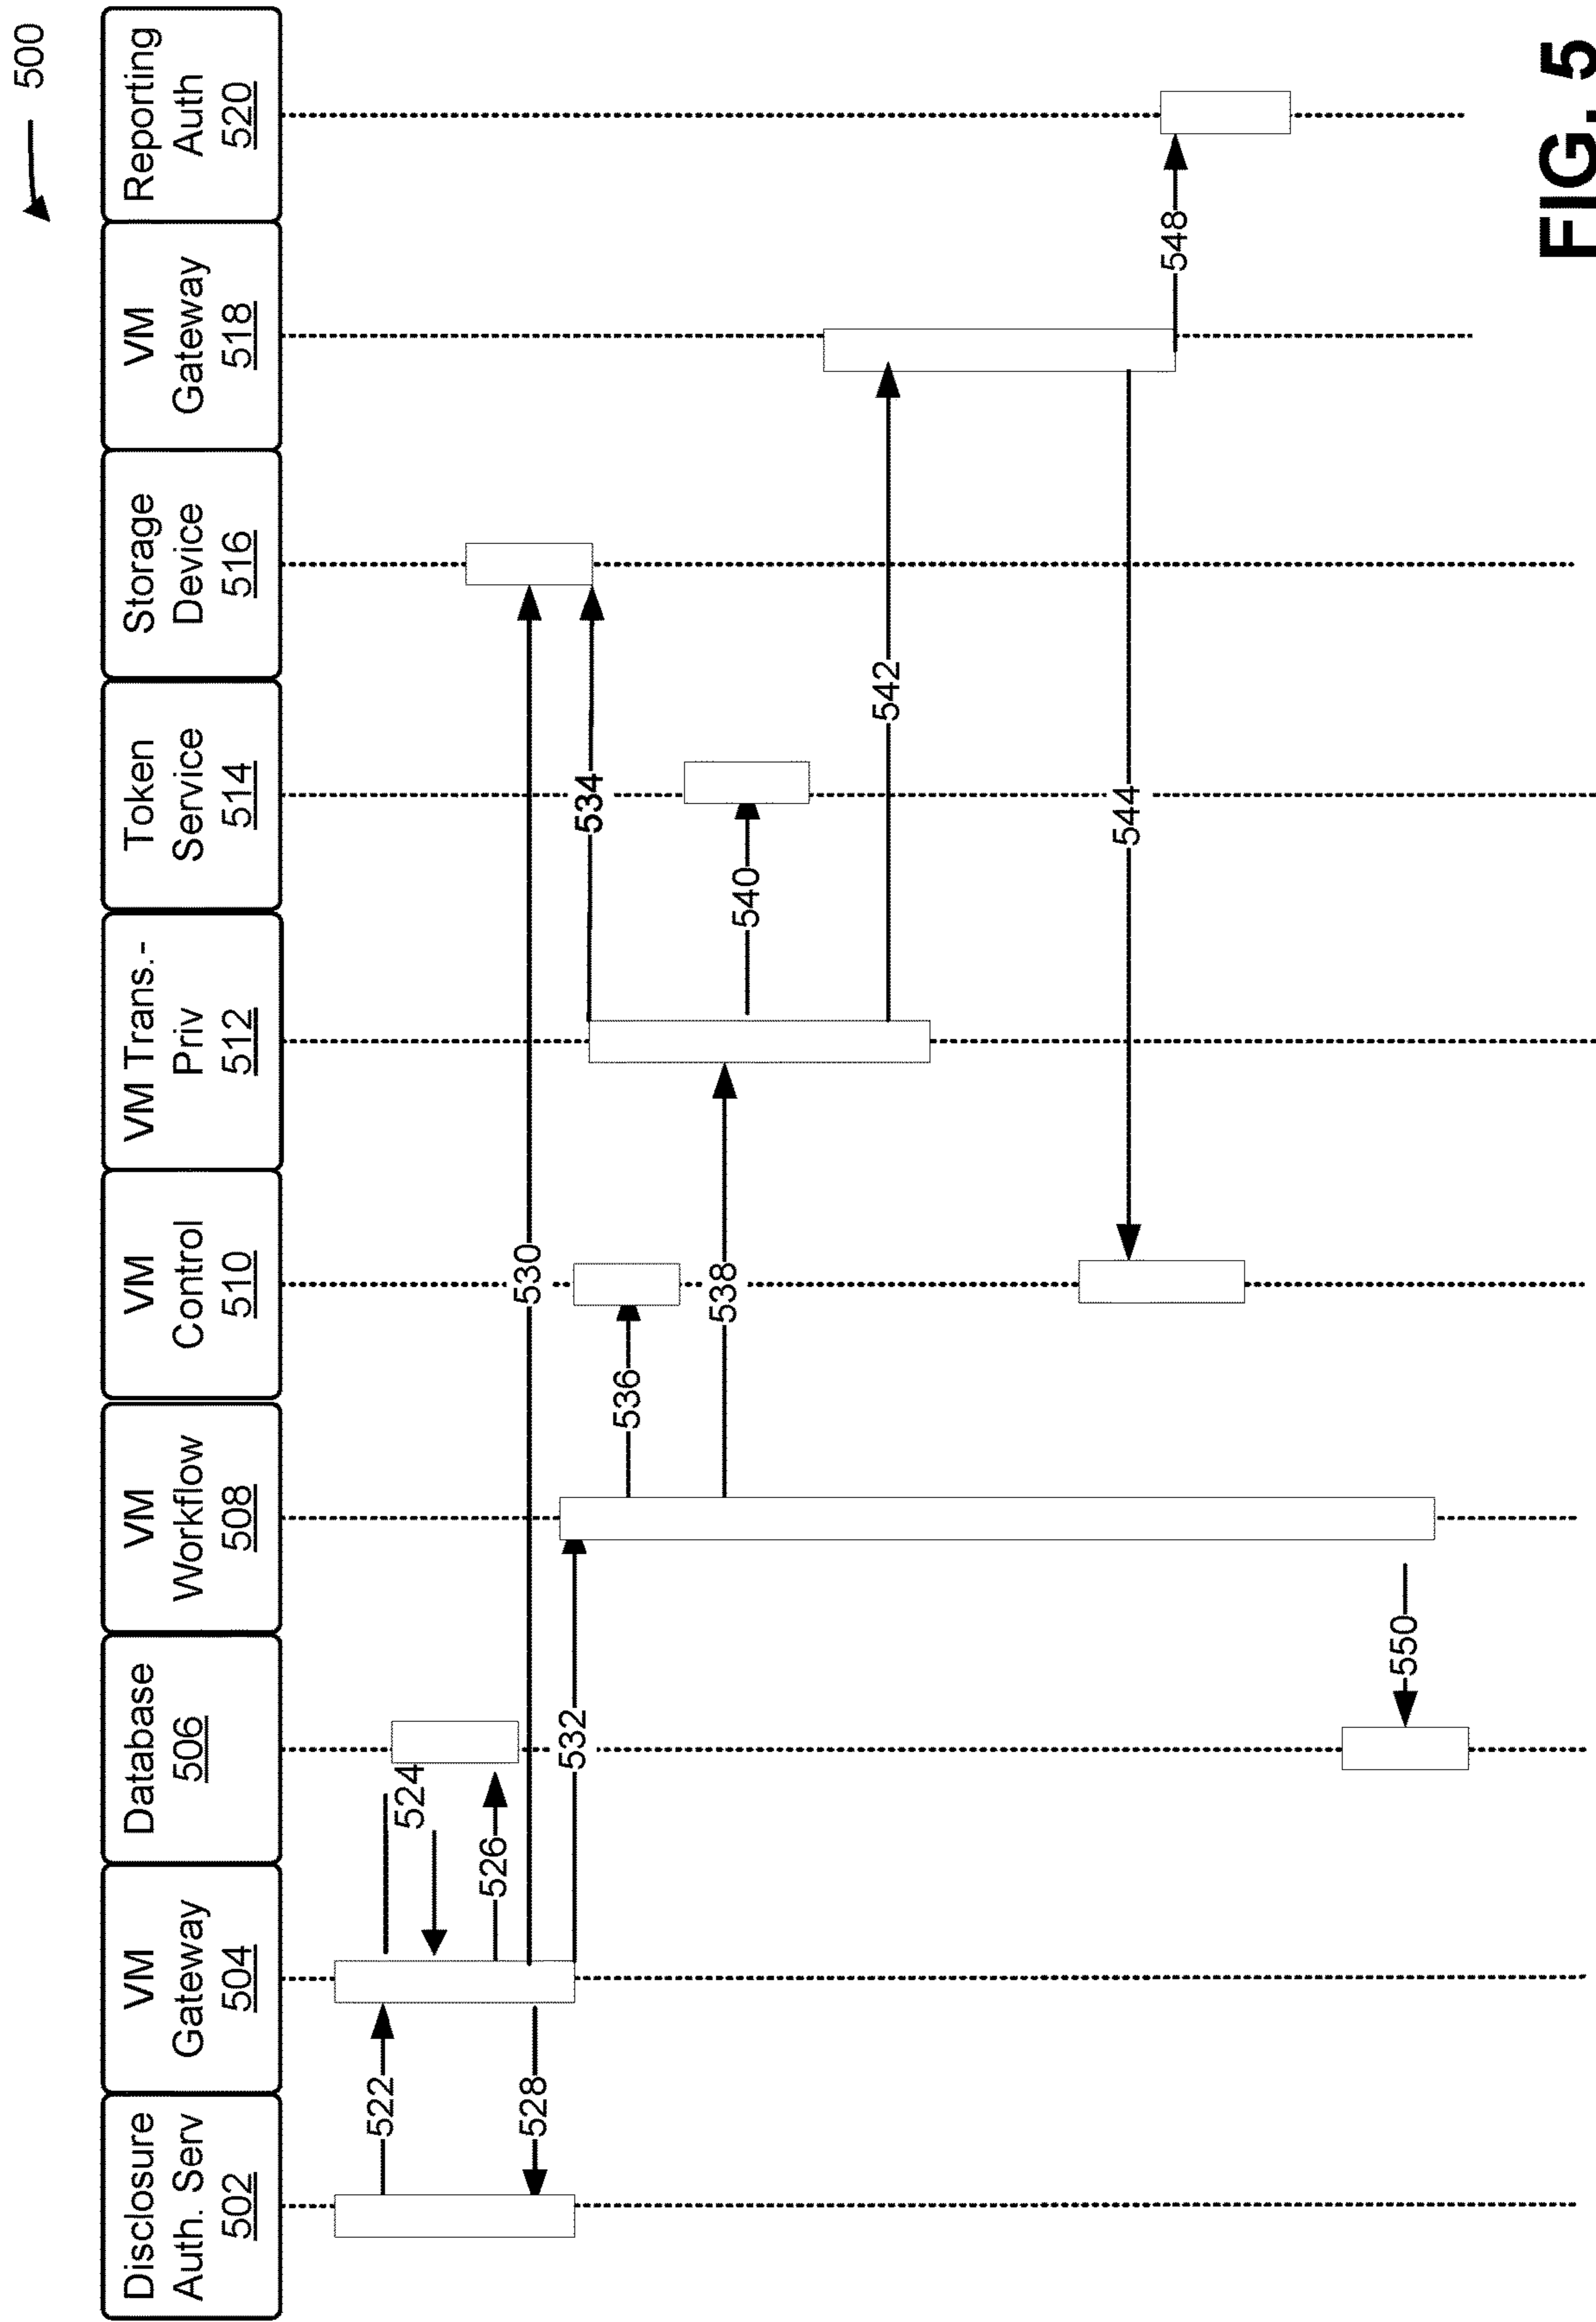 500
Disclosure
Auth. Serv
502
VM
Gateway
504
Database
506
VM
Workflow
508
VM
Control
510
VM Trans.-
Priv
512
Token
Service
514
Storage
Device
516
VM
Gateway
518
Reporting
Auth
520
522
524
526
528
530
532
534
536
538
540
542
544
548
550
FIG. 5